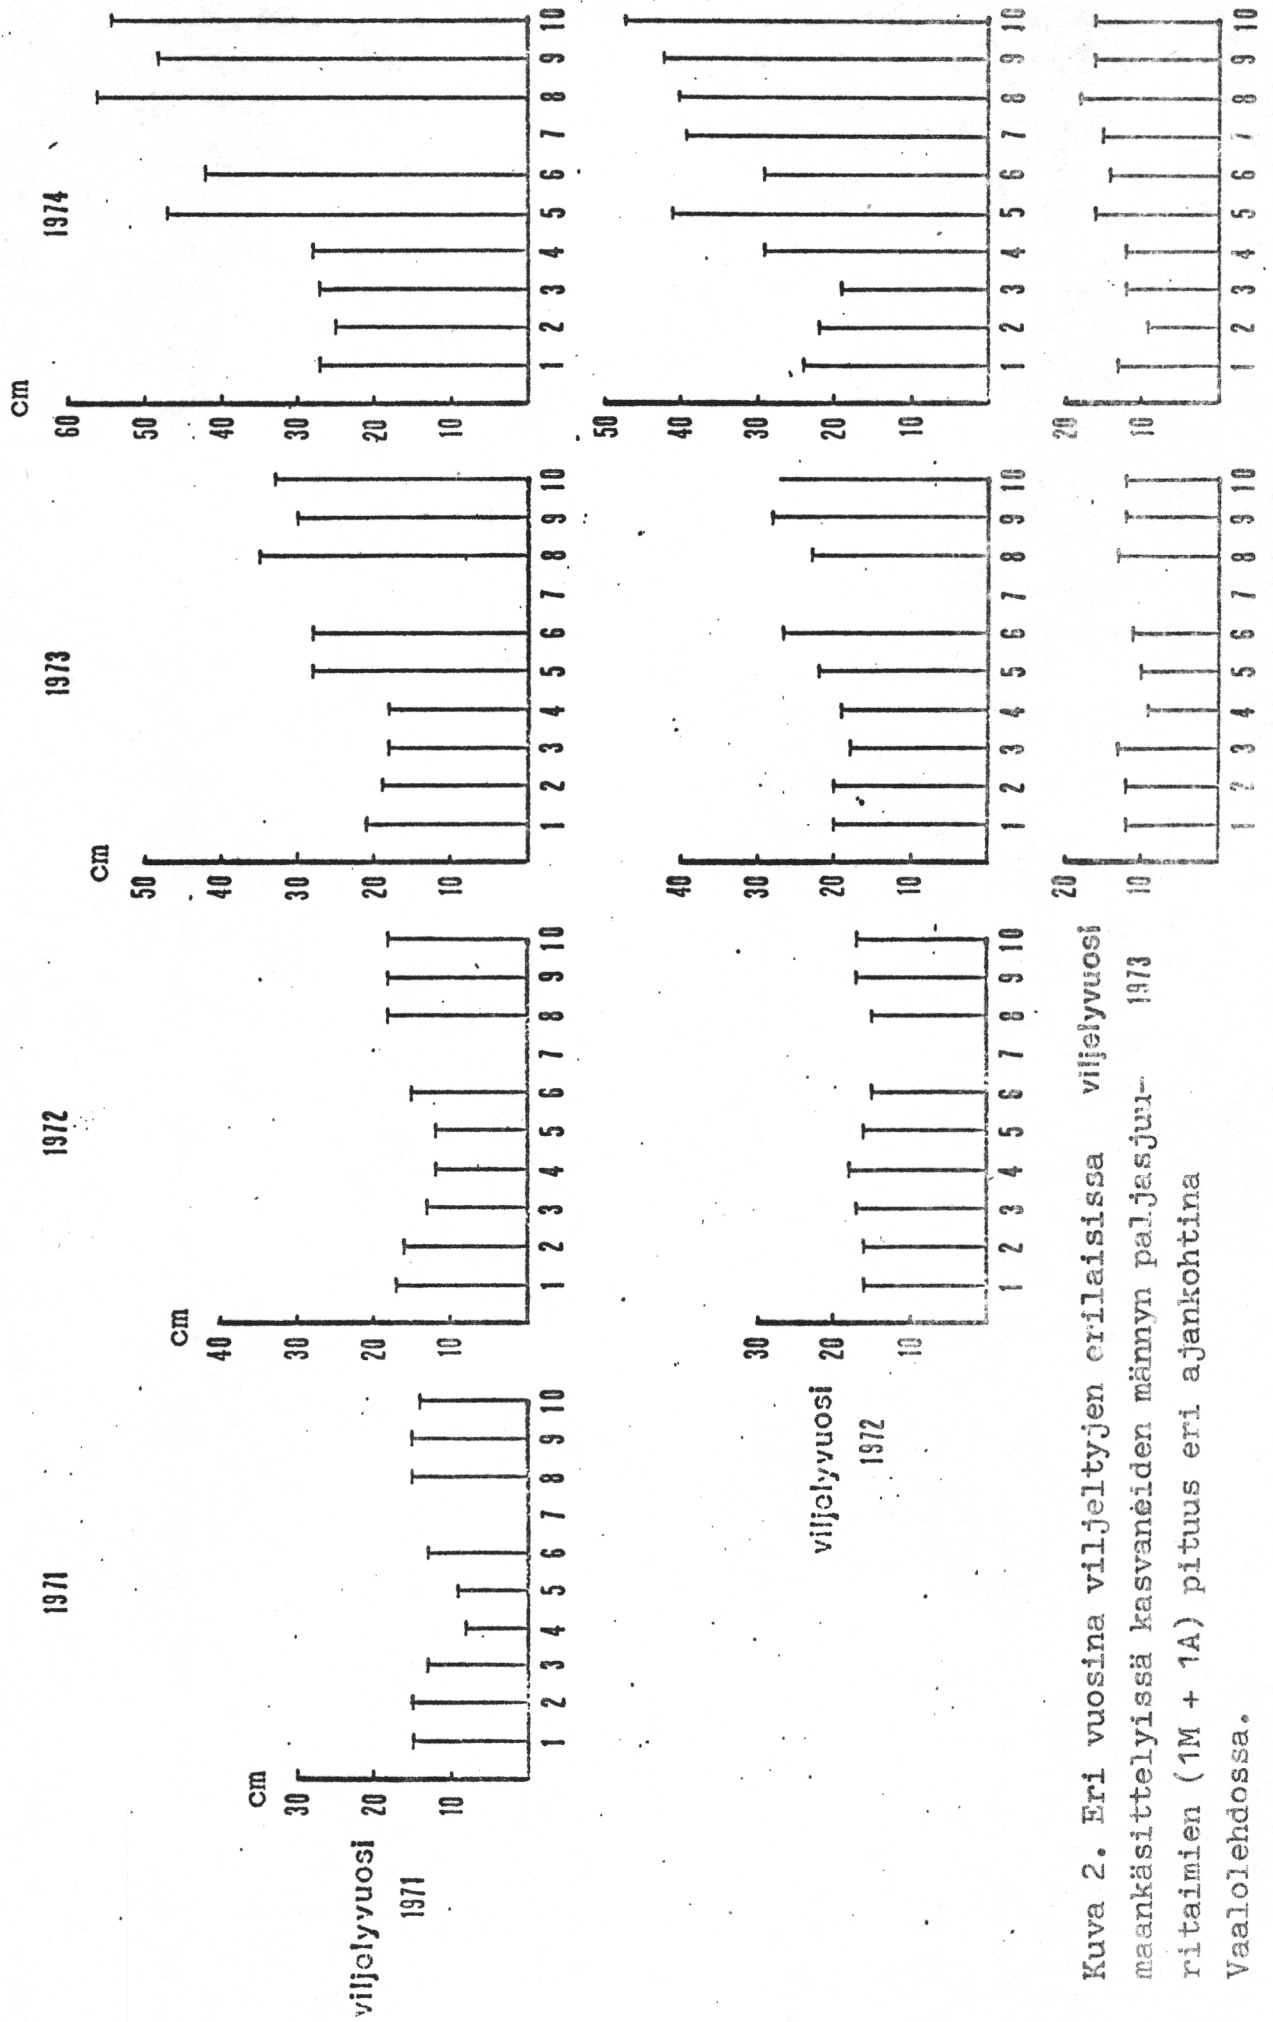 1971
1972
1973
1974
viljelyvuosi
1971
cm
30
20
10
1 2 3 4 5 6 7 8 9 10
cm
40
30
20
10
1 2 3 4 5 6 7 8 9 10
cm
50
40
30
20
10
1 2 3 4 5 6 7 8 9 10
cm
60
50
40
30
20
10
1 2 3 4 5 6 7 8 9 10
viljelyvuosi
1972
30
20
10
1 2 3 4 5 6 7 8 9 10
40
30
20
10
1 2 3 4 5 6 7 8 9 10
50
40
30
20
10
1 2 3 4 5 6 7 8 9 10
viljelyvuosi
1973
20
10
1 2 3 4 5 6 7 8 9 10
20
10
1 2 3 4 5 6 7 8 9 10
Kuva 2. Eri vuosina viljeltyjen erilaisissa
maankäsittelyissä kasvaneiden männyn paljasjuu-
ritaimien (1M + 1A) pituus eri ajankohtina
Vaalolehdossa.